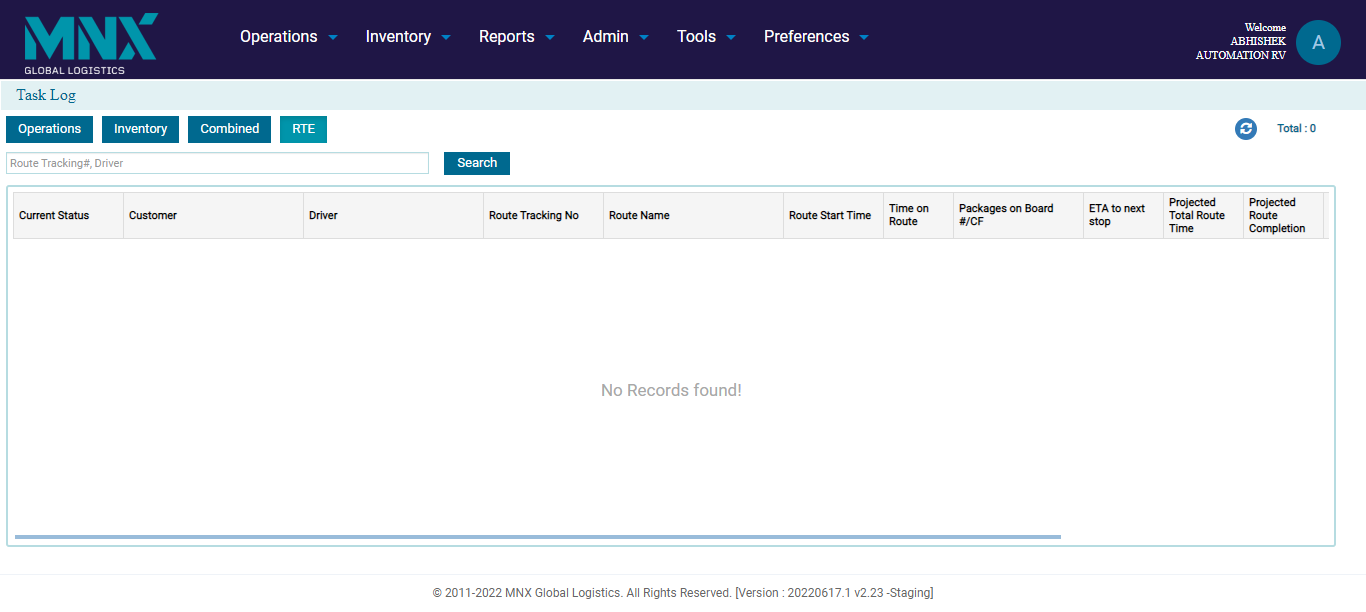 MNX
GLOBAL LOGISTICS
Operations Inventory Reports Admin Tools Preferences
Welcome
ABHISHEK
AUTOMATION RV
A
Task Log
Operations Inventory Combined RTE
Total : 0
Route Tracking#, Driver
Search
Current Status
Customer
Driver
Route Tracking No
Route Name
Route Start Time
Time on
Route
Packages on Board
#/CF
ETA to next
stop
Projected
Total Route
Time
Projected
Route
Completion
No Records found!
© 2011-2022 MNX Global Logistics. All Rights Reserved. [Version : 20220617.1 v2.23 -Staging]